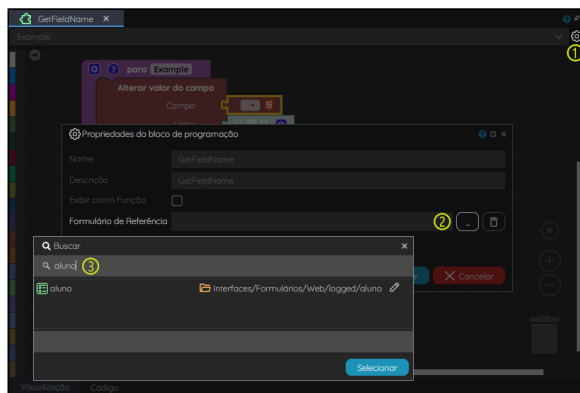 GetFieldName ×
Example
1
para Example
Alterar valor do campo
Campo
Valor
Propriedades do bloco de programação
Nome GetFieldName
Descrição GetFieldName
Exibir como Função
Formulário de Referência 2 ...
Buscar ×
aluno 3
aluno Interfaces/Formulários/Web/logged/aluno
Cancelar
Selecionar
Visualização Código